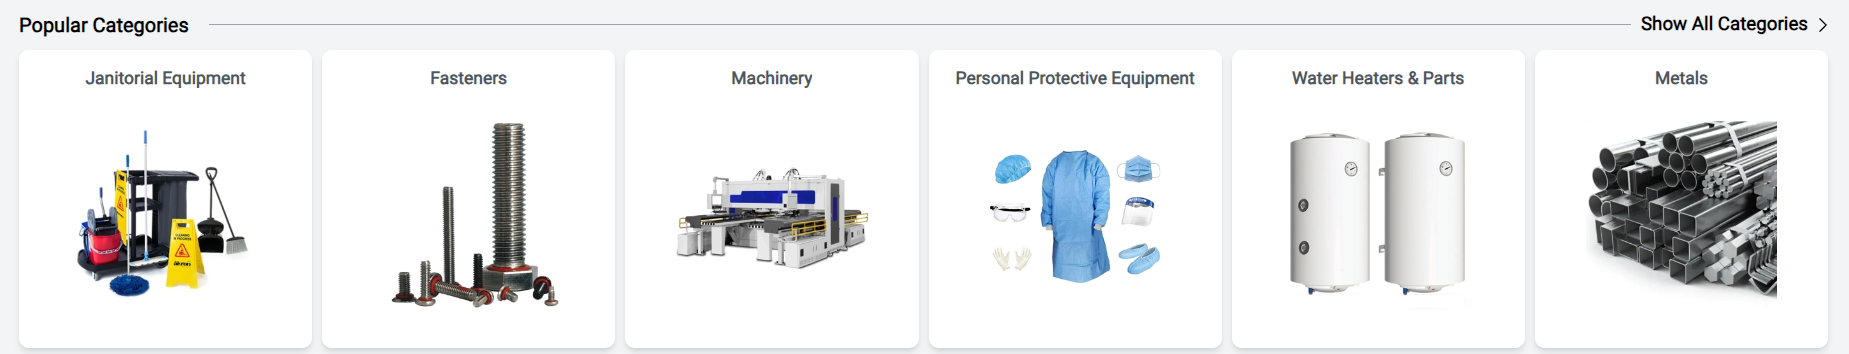 Popular Categories
Show All Categories
Janitorial Equipment
Fasteners
Machinery
Personal Protective Equipment
Water Heaters & Parts
Metals